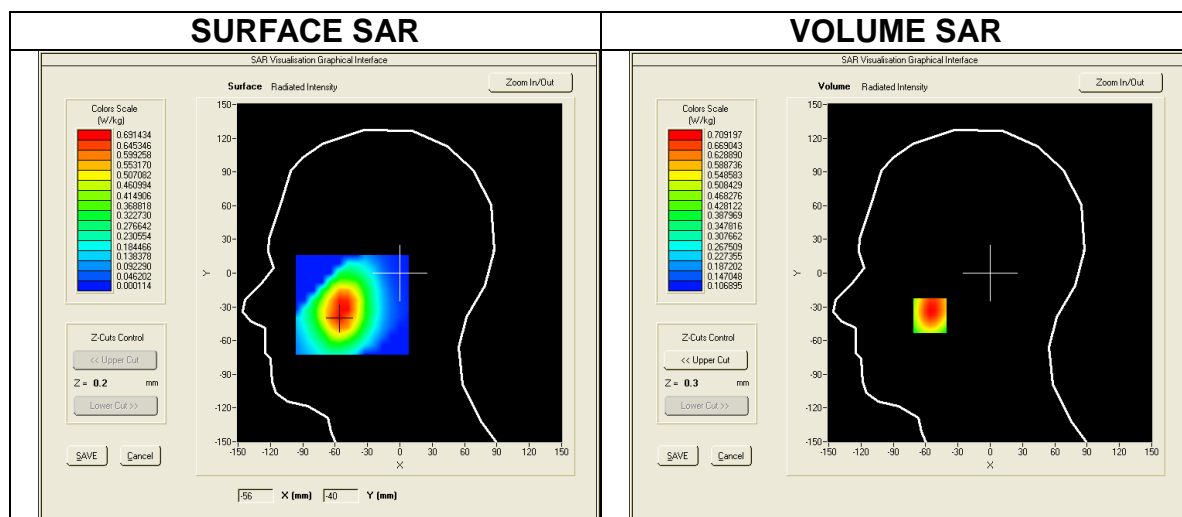 SURFACE SAR
SAR Visualisation Graphical Interface
Surface Radiated Intensity
Zoom In/Out
Colors Scale
(W/kg)
0.691434
0.645346
0.599258
0.553170
0.507082
0.460994
0.414906
0.368818
0.322730
0.276642
0.230554
0.184466
0.138378
0.092290
0.046202
0.000114
Z-Cuts Control
<< Upper Cut
Z = 0.2 mm
Lower Cut >>
SAVE Cancel
150
120
90
60
30
0
-30
-60
-90
-120
-150
Y
-150 -120 -90 -60 -30 0 30 60 90 120 150
X
-56 X (mm) -40 Y (mm)
VOLUME SAR
SAR Visualisation Graphical Interface
Volume Radiated Intensity
Zoom In/Out
Colors Scale
(W/kg)
0.709197
0.669043
0.628890
0.588736
0.548583
0.508429
0.468276
0.428122
0.387969
0.347816
0.307662
0.267509
0.227355
0.187202
0.147048
0.106895
Z-Cuts Control
<< Upper Cut
Z = 0.3 mm
Lower Cut >>
SAVE Cancel
150
120
90
60
30
0
-30
-60
-90
-120
-150
Y
-150 -120 -90 -60 -30 0 30 60 90 120 150
X